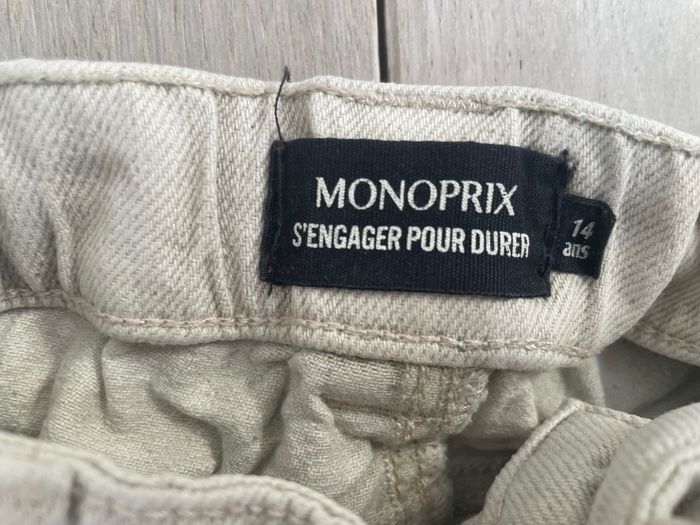 MONOPRIX
S'ENGAGER POUR DURER
14
ans